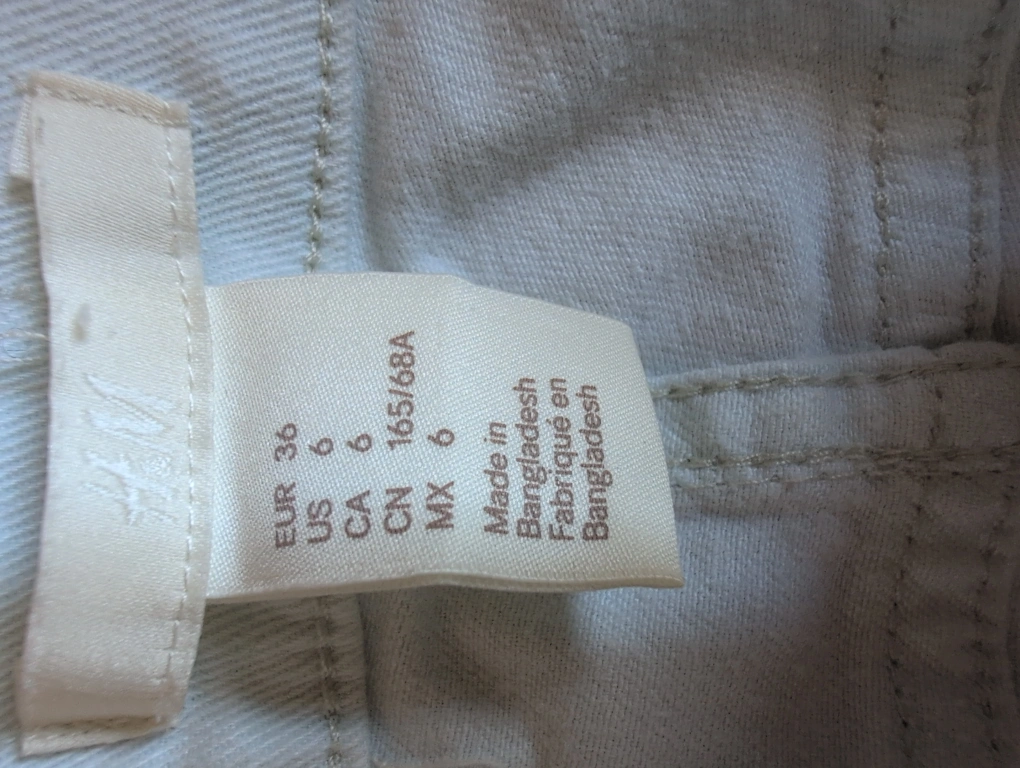 H&M
EUR 36
US 6
CA 6
CN 165/68A
MX 6
Made in
Bangladesh
Fabriqué en
Bangladesh